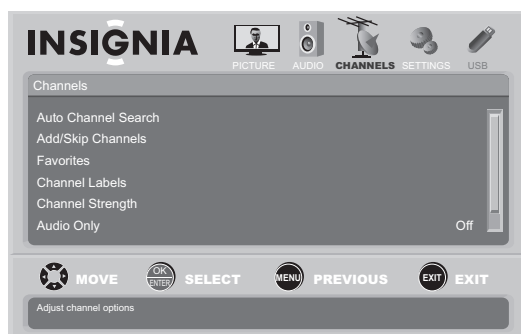 INSIGNIA
PICTURE AUDIO CHANNELS SETTINGS USB
Channels
Auto Channel Search
Add/Skip Channels
Favorites
Channel Labels
Channel Strength
Audio Only Off
MOVE OK ENTER SELECT MENU PREVIOUS EXIT EXIT
Adjust channel options